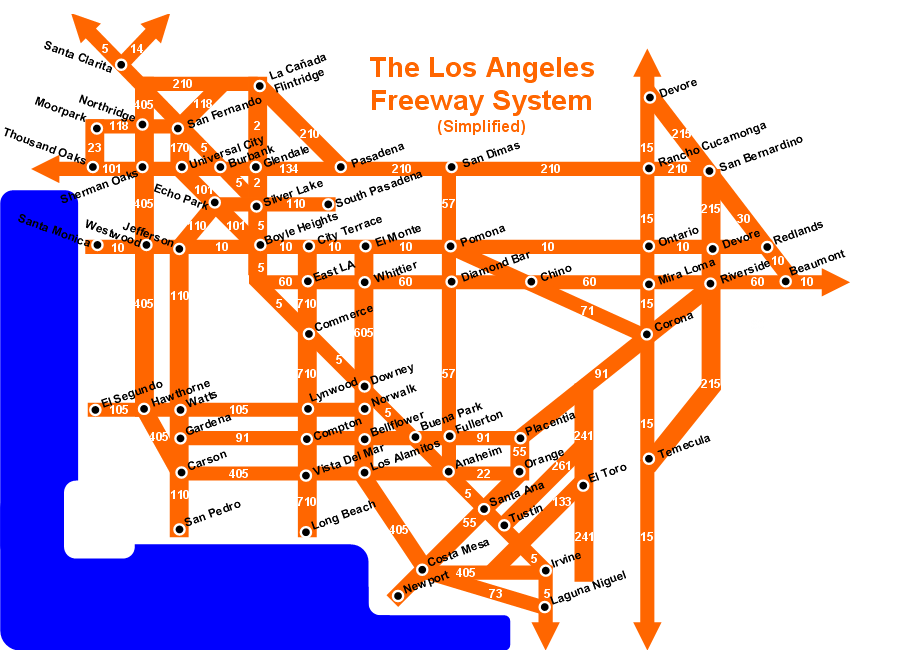 The Los Angeles
Freeway System
(Simplified)
5
14
Santa Clarita
La Cañada
Flintridge
210
Devore
405
118
Northridge
San Fernando
Moorpark
118
2
210
215
23
170
5
15
Rancho Cucamonga
Thousand Oaks
101
Sherman Oaks
Universal City
Burbank
Glendale
134
Pasadena
210
San Dimas
210
210
San Bernardino
101
5
2
Echo Park
Silver Lake
110
South Pasadena
57
405
215
30
15
110
101
5
Santa Monica
Westwood
Jefferson
Boyle Heights
City Terrace
El Monte
Pomona
Ontario
Devore
Redlands
10
10
10
10
10
10
10
5
60
East LA
Whittier
60
Diamond Bar
Chino
60
Mira Loma
Riverside
60
Beaumont
10
405
110
5
710
15
71
Commerce
605
Corona
5
710
57
91
215
Downey
El Segundo
105
Hawthorne
Watts
105
Lynwood
Norwalk
5
405
Gardena
91
Compton
Bellflower
Buena Park
Fullerton
91
Placentia
241
15
55
Carson
405
Vista Del Mar
Los Alamitos
Anaheim
22
Orange
261
El Toro
Temecula
110
710
5
Santa Ana
133
San Pedro
Long Beach
405
55
Tustin
241
15
Costa Mesa
5
Irvine
405
Newport
73
5
Laguna Niguel